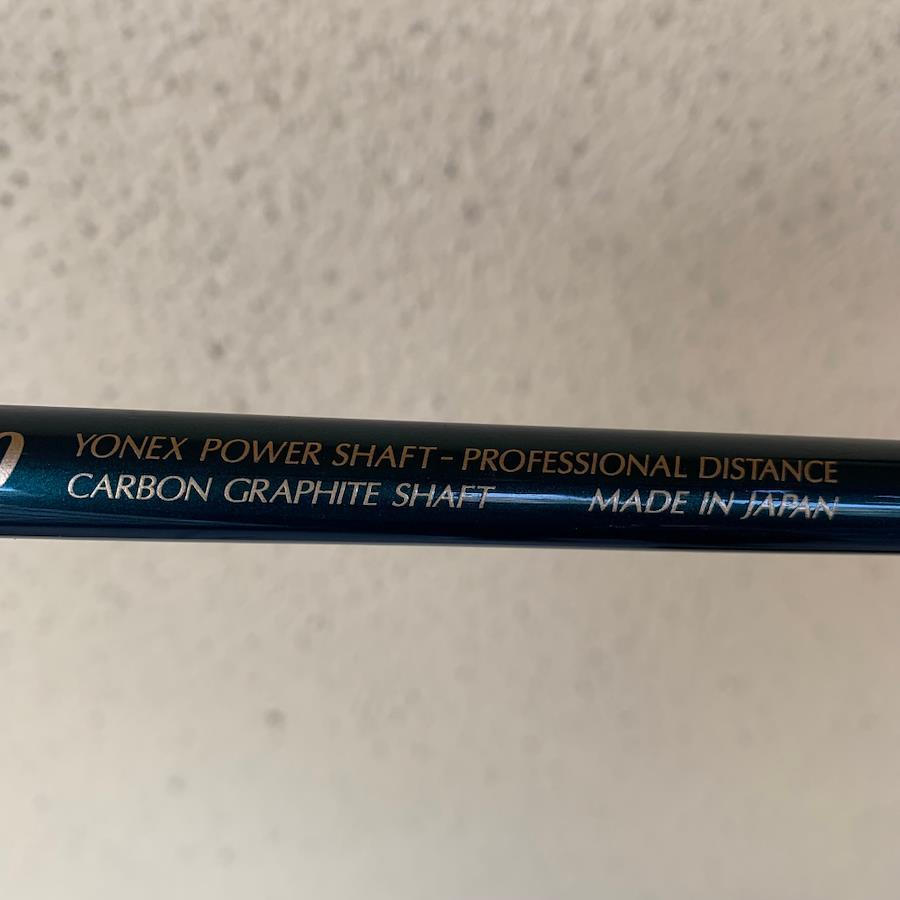 YONEX POWER SHAFT-PROFESSIONAL DISTANCE
CARBON GRAPHITE SHAFT MADE IN JAPAN